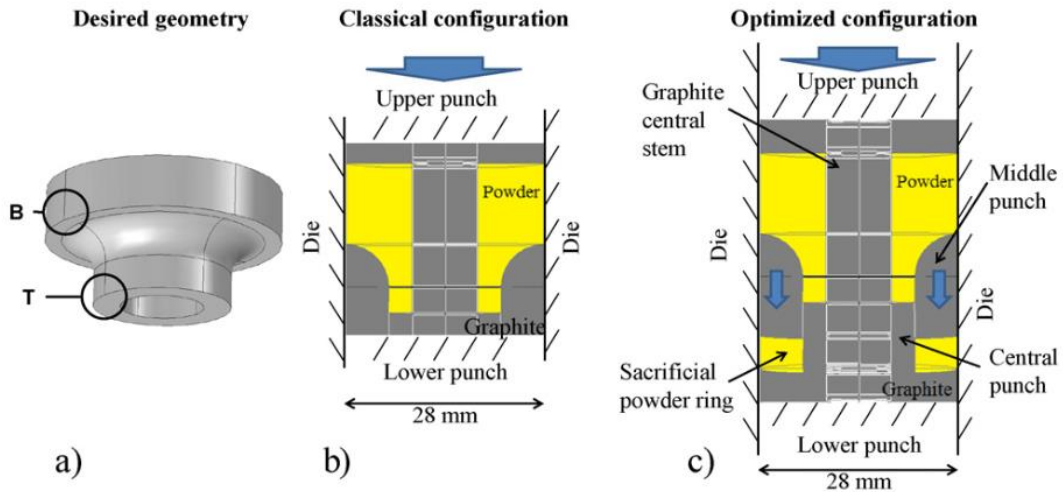 Desired geometry
B
T
a)
Classical configuration
Upper punch
Powder
Die
Die
Graphite
Lower punch
28 mm
b)
Optimized configuration
Upper punch
Graphite
central
stem
Powder
Middle
punch
Die
Die
Sacrificial
powder ring
Central
punch
Graphite
Lower punch
28 mm
c)